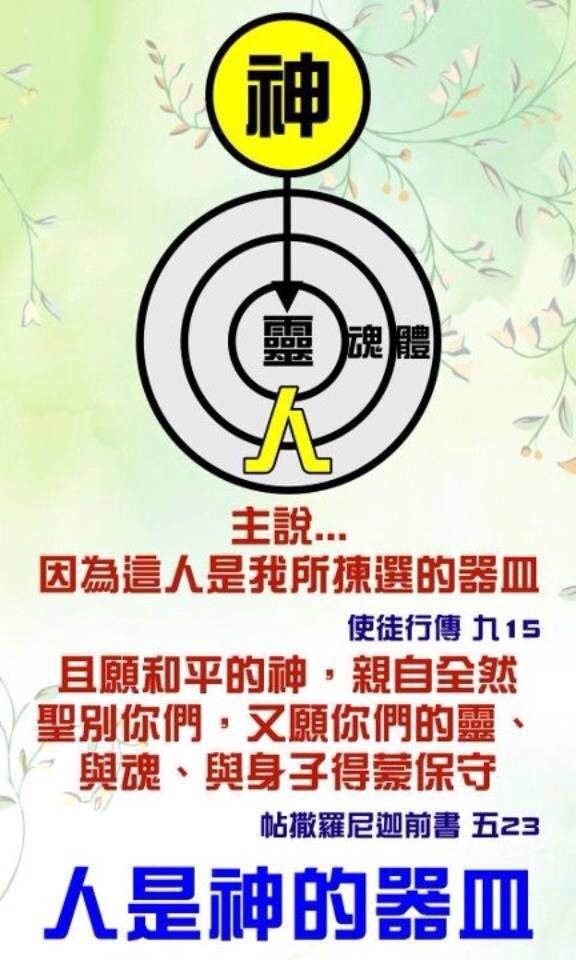 神
靈 魂 體
人
主說...
因為這人是我所揀選的器皿
使徒行傳 九15
且願和平的神，親自全然
聖別你們，又願你們的靈、
與魂、與身子得蒙保守
帖撒羅尼迦前書 五23
人是神的器皿